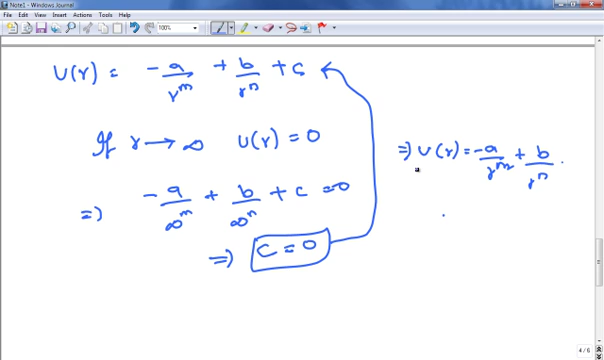 Note1 - Windows Journal
File Edit View Insert Actions Tools Help
100%
U(r) = -a/r^m + b/r^n + c
If r → ∞ U(r) = 0
⇒ -a/∞^m + b/∞^n + c = 0
⇒ C = 0
⇒ U(r) = -a/r^m + b/r^n .
4 / 6